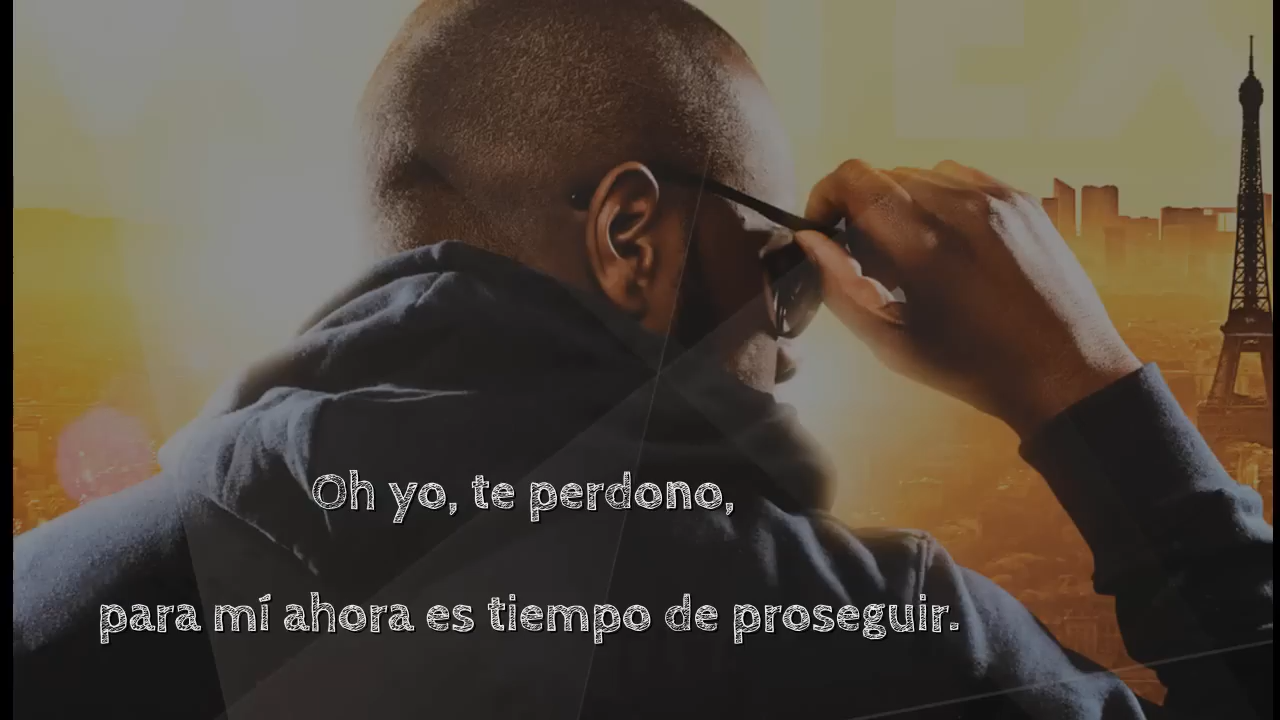 Oh yo, te perdono,
para mí ahora es tiempo de proseguir.